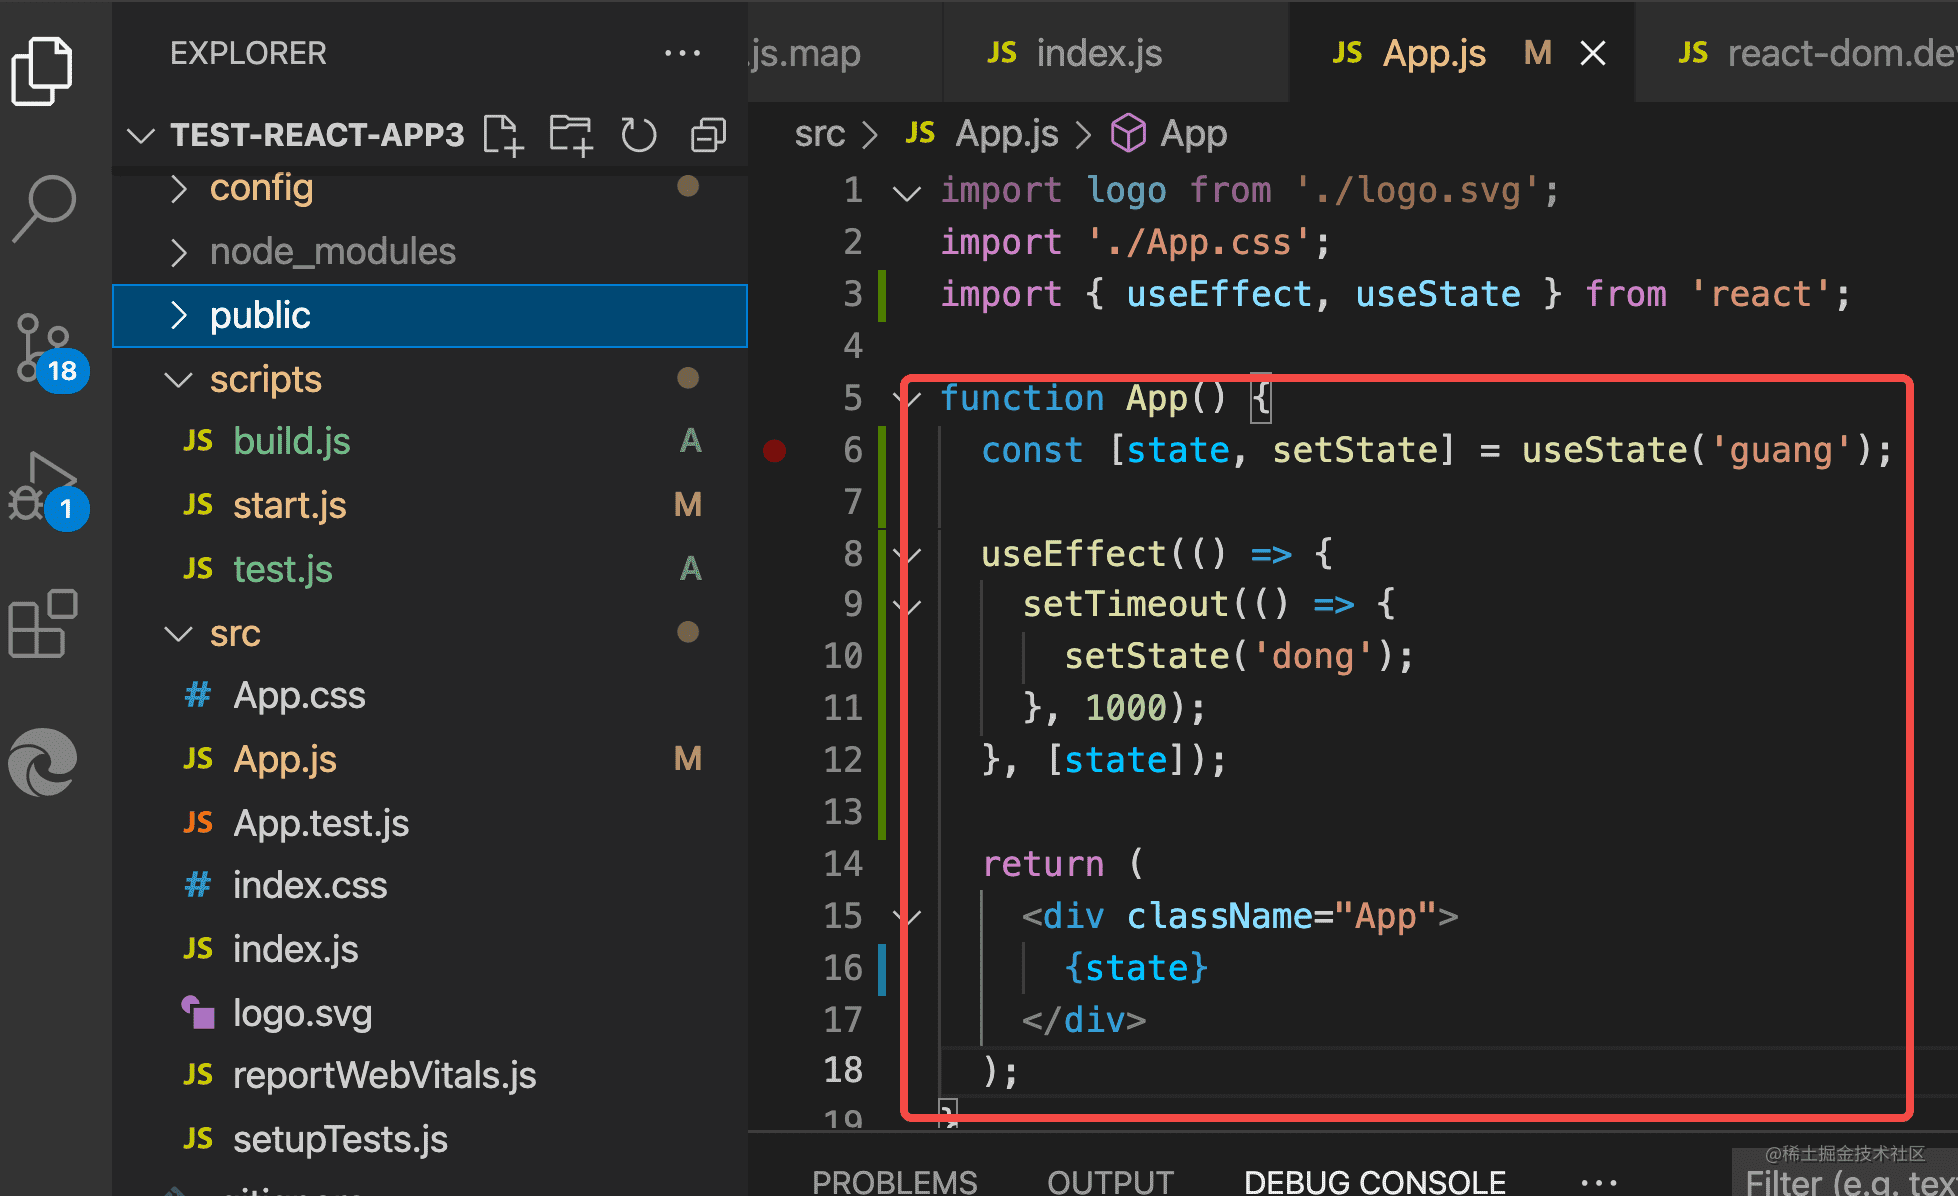 EXPLORER
TEST-REACT-APP3
config
node_modules
public
scripts
JS build.js A
JS start.js M
JS test.js A
src
# App.css
JS App.js M
JS App.test.js
# index.css
JS index.js
logo.svg
JS reportWebVitals.js
JS setupTests.js
18
1
.js.map
JS index.js
JS App.js M
JS react-dom.de
src > JS App.js > App
1 import logo from './logo.svg';
2 import './App.css';
3 import { useEffect, useState } from 'react';
4
5 function App() {
6 const [state, setState] = useState('guang');
7
8 useEffect(() => {
9 setTimeout(() => {
10 setState('dong');
11 }, 1000);
12 }, [state]);
13
14 return (
15 <div className="App">
16 {state}
17 </div>
18 );
19 }
PROBLEMS OUTPUT DEBUG CONSOLE
Filter (e.g. tex
@稀土掘金技术社区